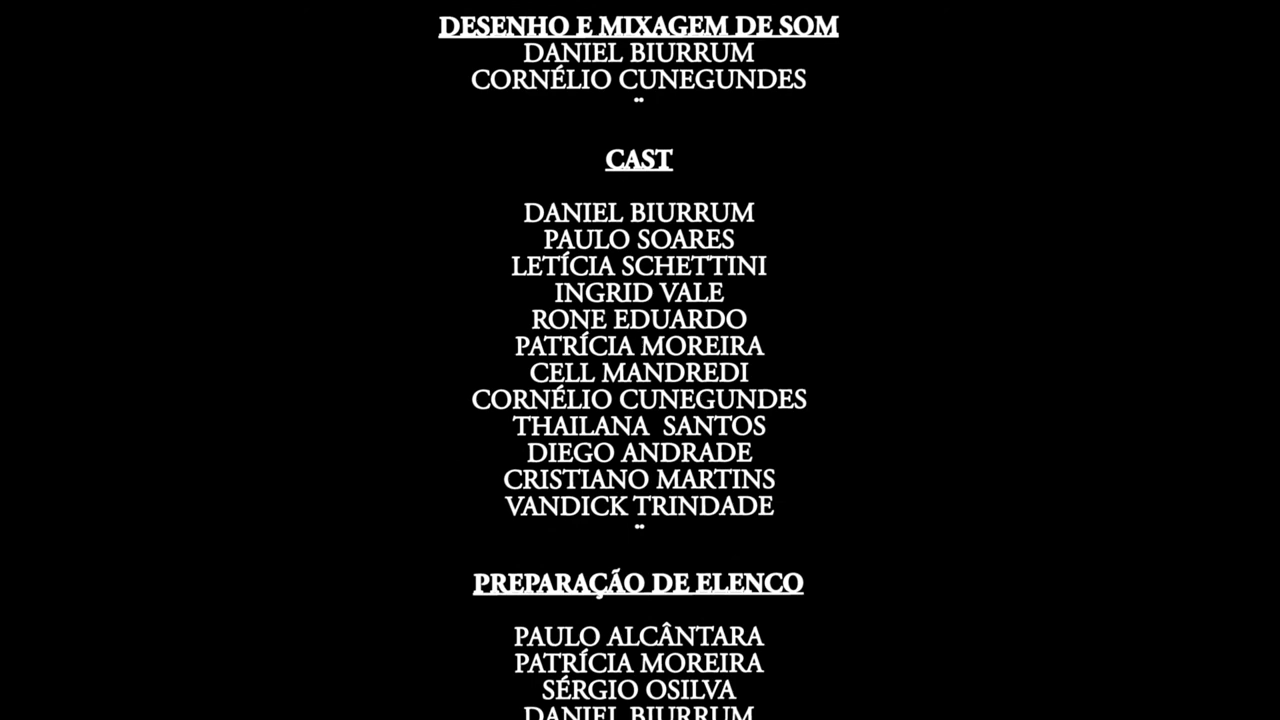 DESENHO E MIXAGEM DE SOM
DANIEL BIURRUM
CORNÉLIO CUNEGUNDES
¨
CAST
DANIEL BIURRUM
PAULO SOARES
LETÍCIA SCHETTINI
INGRID VALE
RONE EDUARDO
PATRÍCIA MOREIRA
CELL MANDREDI
CORNÉLIO CUNEGUNDES
THAILANA  SANTOS
DIEGO ANDRADE
CRISTIANO MARTINS
VANDICK TRINDADE
¨
PREPARAÇÃO DE ELENCO
PAULO ALCÂNTARA
PATRÍCIA MOREIRA
SÉRGIO OSILVA
DANIEL BIURRUM